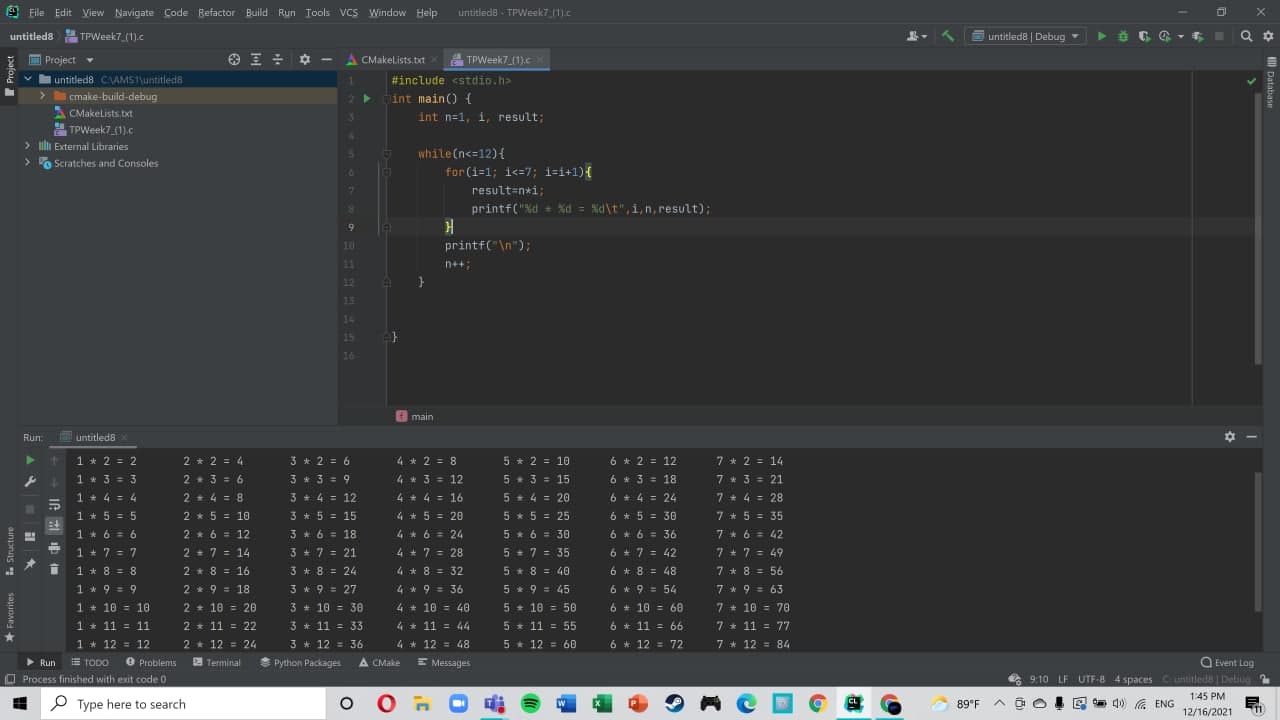 File Edit View Navigate Code Refactor Build Run Tools VCS Window Help untitled8 - TPWeek7_(1).c
untitled8 TPWeek7_(1).c untitled8 | Debug
Project CMakeLists.txt TPWeek7_(1).c
Project
Database
untitled8 C:\AMS1\untitled8
cmake-build-debug
CMakeLists.txt
TPWeek7_(1).c
External Libraries
Scratches and Consoles
1 #include <stdio.h>
2 int main() {
3 int n=1, i, result;
4
5 while(n<=12){
6 for(i=1; i<=7; i=i+1){
7 result=n*i;
8 printf("%d * %d = %d\t",i,n,result);
9 }
10 printf("\n");
11 n++;
12 }
13
14
15 }
16
f main
Run: untitled8
1 * 2 = 2 2 * 2 = 4 3 * 2 = 6 4 * 2 = 8 5 * 2 = 10 6 * 2 = 12 7 * 2 = 14
1 * 3 = 3 2 * 3 = 6 3 * 3 = 9 4 * 3 = 12 5 * 3 = 15 6 * 3 = 18 7 * 3 = 21
1 * 4 = 4 2 * 4 = 8 3 * 4 = 12 4 * 4 = 16 5 * 4 = 20 6 * 4 = 24 7 * 4 = 28
1 * 5 = 5 2 * 5 = 10 3 * 5 = 15 4 * 5 = 20 5 * 5 = 25 6 * 5 = 30 7 * 5 = 35
1 * 6 = 6 2 * 6 = 12 3 * 6 = 18 4 * 6 = 24 5 * 6 = 30 6 * 6 = 36 7 * 6 = 42
1 * 7 = 7 2 * 7 = 14 3 * 7 = 21 4 * 7 = 28 5 * 7 = 35 6 * 7 = 42 7 * 7 = 49
1 * 8 = 8 2 * 8 = 16 3 * 8 = 24 4 * 8 = 32 5 * 8 = 40 6 * 8 = 48 7 * 8 = 56
1 * 9 = 9 2 * 9 = 18 3 * 9 = 27 4 * 9 = 36 5 * 9 = 45 6 * 9 = 54 7 * 9 = 63
1 * 10 = 10 2 * 10 = 20 3 * 10 = 30 4 * 10 = 40 5 * 10 = 50 6 * 10 = 60 7 * 10 = 70
1 * 11 = 11 2 * 11 = 22 3 * 11 = 33 4 * 11 = 44 5 * 11 = 55 6 * 11 = 66 7 * 11 = 77
1 * 12 = 12 2 * 12 = 24 3 * 12 = 36 4 * 12 = 48 5 * 12 = 60 6 * 12 = 72 7 * 12 = 84
Structure
Favorites
Run TODO Problems Terminal Python Packages CMake Messages Event Log
Process finished with exit code 0 9:10 LF UTF-8 4 spaces C: untitled8 | Debug
Type here to search 89°F ENG 1:45 PM
12/16/2021 11